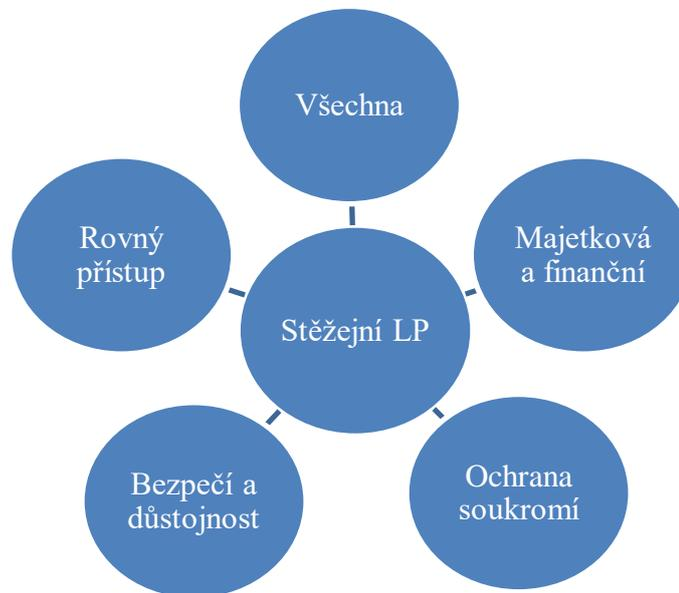 Všechna
Rovný
přístup
Majetková
a finanční
Stěžejní LP
Bezpečí a
důstojnost
Ochrana
soukromí